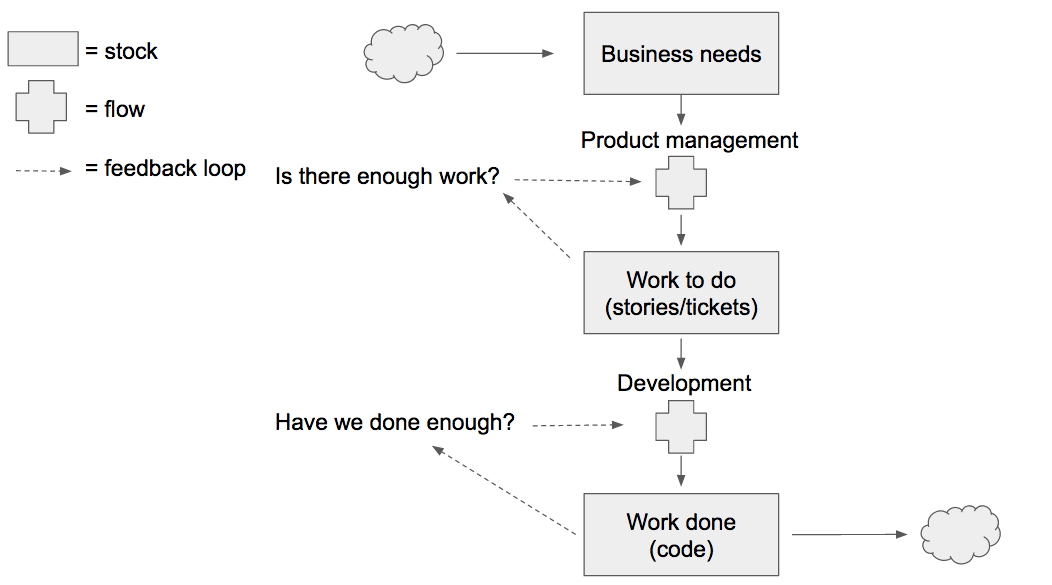 = stock
= flow
= feedback loop
Business needs
Product management
Is there enough work?
Work to do
(stories/tickets)
Development
Have we done enough?
Work done
(code)